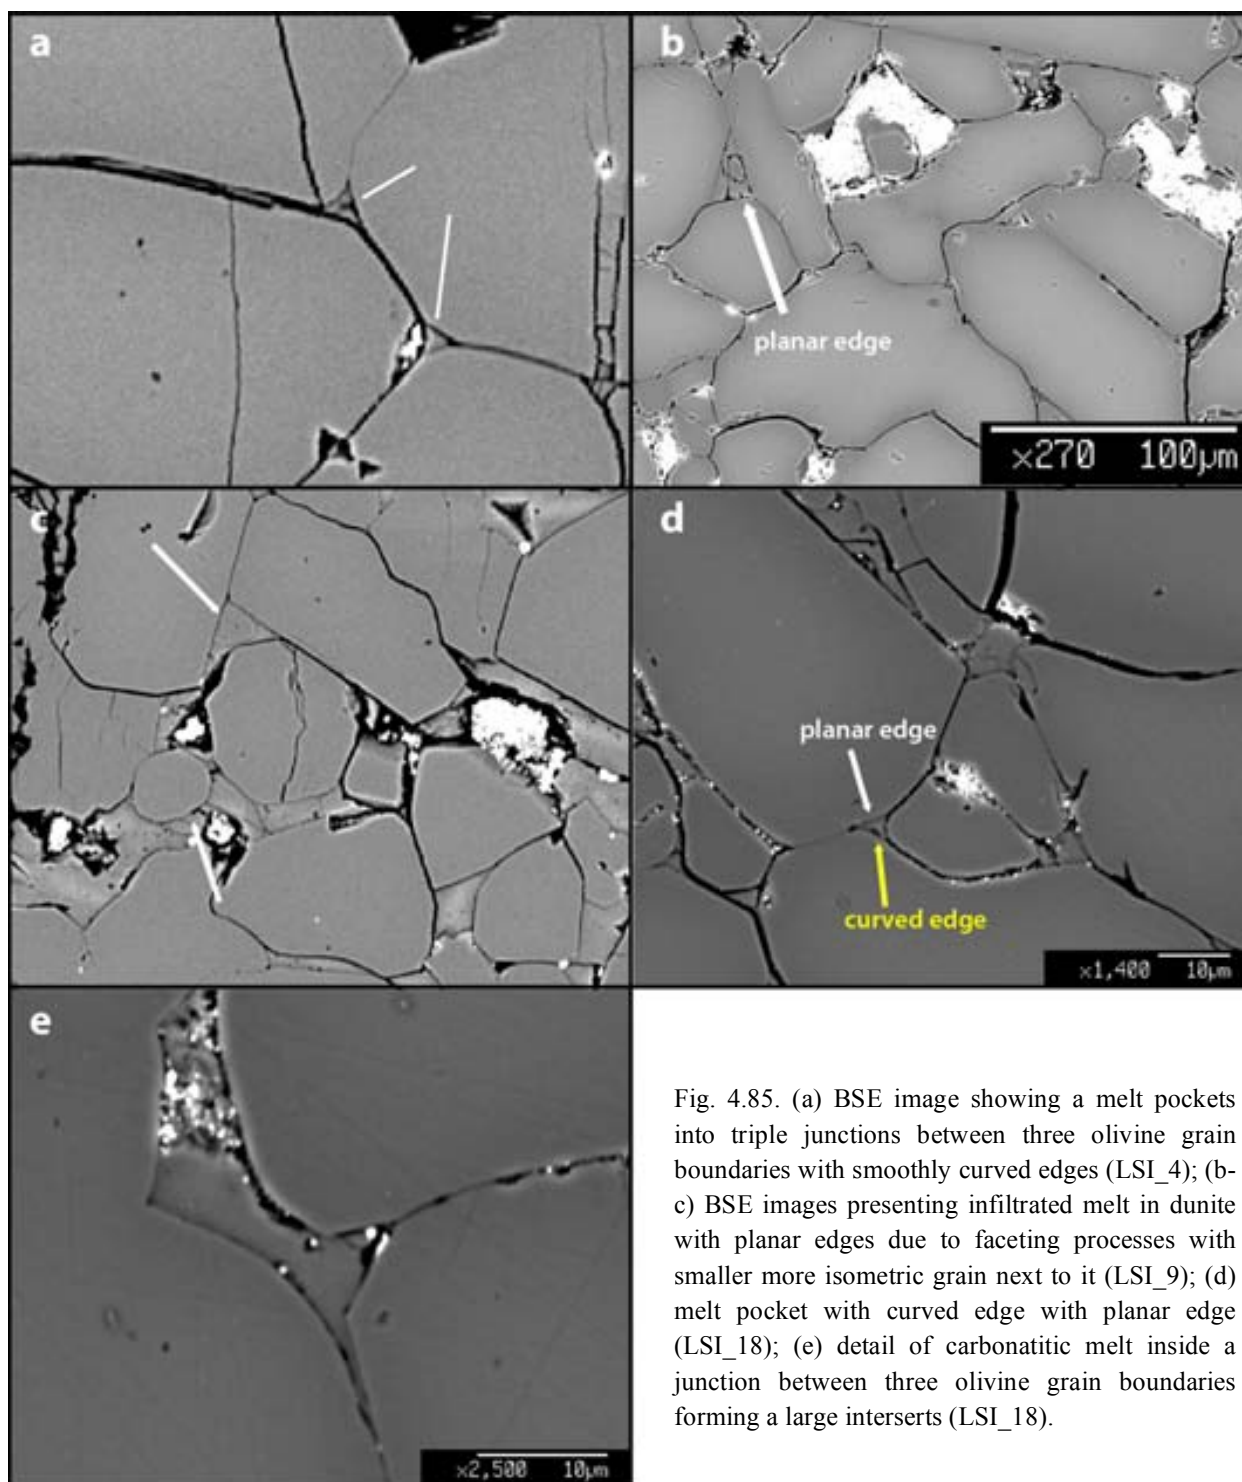 a
b
planar edge
×270 100μm
c
d
planar edge
curved edge
×1,400 10μm
e
×2,500 10μm
Fig. 4.85. (a) BSE image showing a melt pockets
into triple junctions between three olivine grain
boundaries with smoothly curved edges (LSI_4); (b-
c) BSE images presenting infiltrated melt in dunite
with planar edges due to faceting processes with
smaller more isometric grain next to it (LSI_9); (d)
melt pocket with curved edge with planar edge
(LSI_18); (e) detail of carbonatitic melt inside a
junction between three olivine grain boundaries
forming a large interserts (LSI_18).